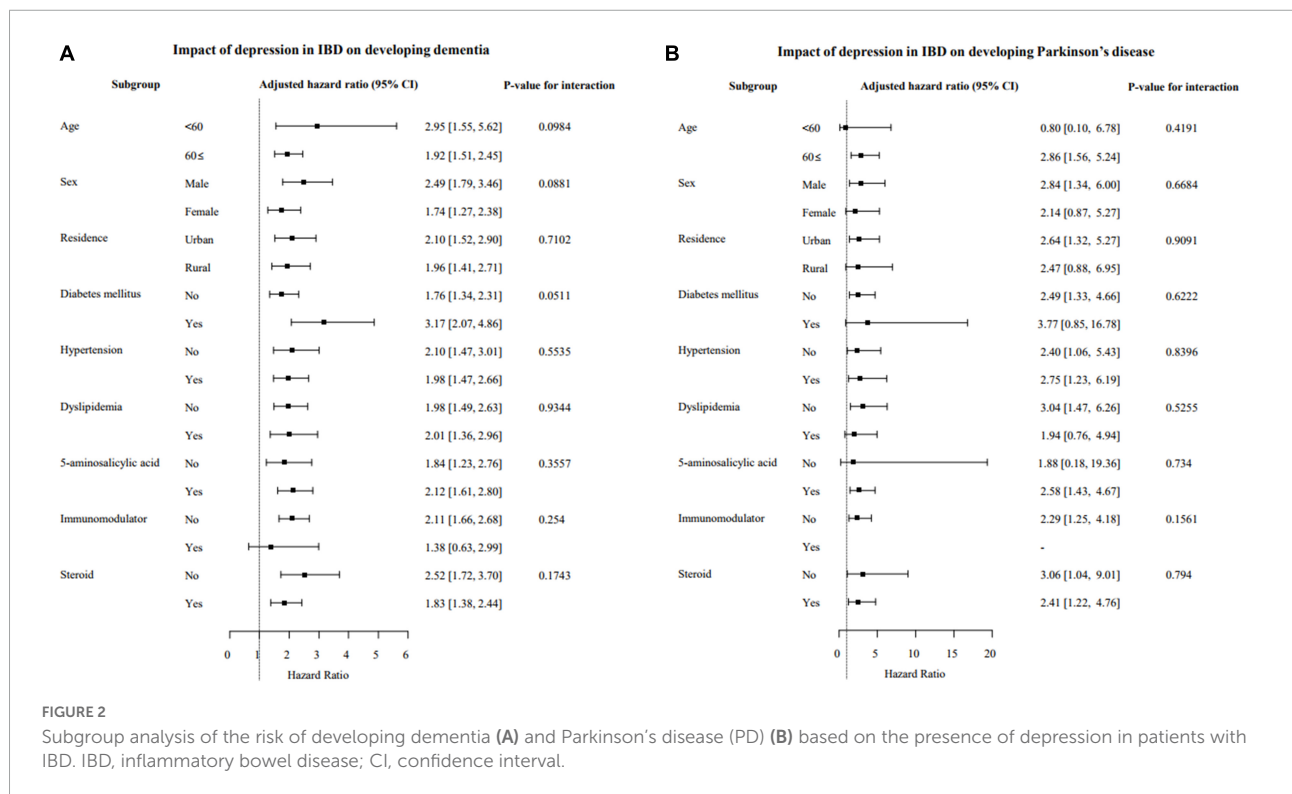 A
Impact of depression in IBD on developing dementia
Subgroup Adjusted hazard ratio (95% CI) P-value for interaction
Age <60 2.95 [1.55, 5.62] 0.0984
60≤ 1.92 [1.51, 2.45]
Sex Male 2.49 [1.79, 3.46] 0.0881
Female 1.74 [1.27, 2.38]
Residence Urban 2.10 [1.52, 2.90] 0.7102
Rural 1.96 [1.41, 2.71]
Diabetes mellitus No 1.76 [1.34, 2.31] 0.0511
Yes 3.17 [2.07, 4.86]
Hypertension No 2.10 [1.47, 3.01] 0.5535
Yes 1.98 [1.47, 2.66]
Dyslipidemia No 1.98 [1.49, 2.63] 0.9344
Yes 2.01 [1.36, 2.96]
5-aminosalicylic acid No 1.84 [1.23, 2.76] 0.3557
Yes 2.12 [1.61, 2.80]
Immunomodulator No 2.11 [1.66, 2.68] 0.254
Yes 1.38 [0.63, 2.99]
Steroid No 2.52 [1.72, 3.70] 0.1743
Yes 1.83 [1.38, 2.44]
0 1 2 3 4 5 6
Hazard Ratio
B
Impact of depression in IBD on developing Parkinson's disease
Subgroup Adjusted hazard ratio (95% CI) P-value for interaction
Age <60 0.80 [0.10, 6.78] 0.4191
60≤ 2.86 [1.56, 5.24]
Sex Male 2.84 [1.34, 6.00] 0.6684
Female 2.14 [0.87, 5.27]
Residence Urban 2.64 [1.32, 5.27] 0.9091
Rural 2.47 [0.88, 6.95]
Diabetes mellitus No 2.49 [1.33, 4.66] 0.6222
Yes 3.77 [0.85, 16.78]
Hypertension No 2.40 [1.06, 5.43] 0.8396
Yes 2.75 [1.23, 6.19]
Dyslipidemia No 3.04 [1.47, 6.26] 0.5255
Yes 1.94 [0.76, 4.94]
5-aminosalicylic acid No 1.88 [0.18, 19.36] 0.734
Yes 2.58 [1.43, 4.67]
Immunomodulator No 2.29 [1.25, 4.18] 0.1561
Yes -
Steroid No 3.06 [1.04, 9.01] 0.794
Yes 2.41 [1.22, 4.76]
0 5 10 15 20
Hazard Ratio
FIGURE 2
Subgroup analysis of the risk of developing dementia (A) and Parkinson's disease (PD) (B) based on the presence of depression in patients with
IBD. IBD, inflammatory bowel disease; CI, confidence interval.